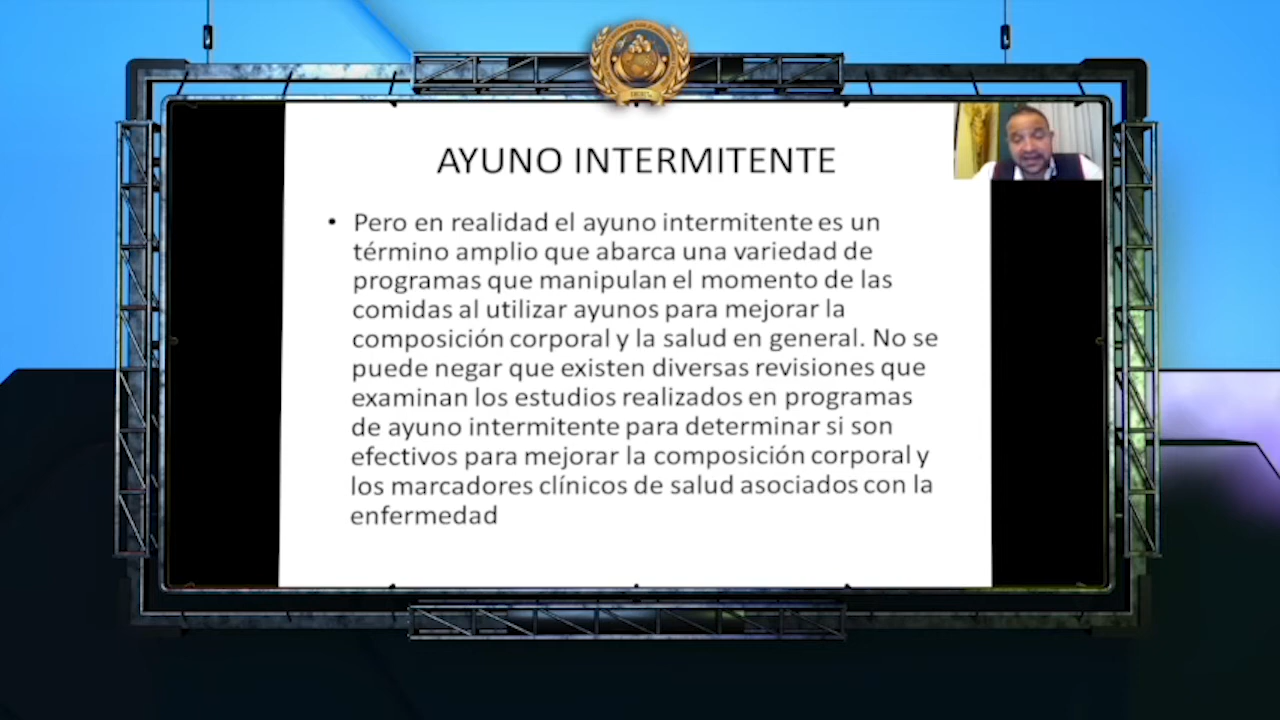 AYUNO INTERMITENTE
• Pero en realidad el ayuno intermitente es un
término amplio que abarca una variedad de
programas que manipulan el momento de las
comidas al utilizar ayunos para mejorar la
composición corporal y la salud en general. No se
puede negar que existen diversas revisiones que
examinan los estudios realizados en programas
de ayuno intermitente para determinar si son
efectivos para mejorar la composición corporal y
los marcadores clínicos de salud asociados con la
enfermedad